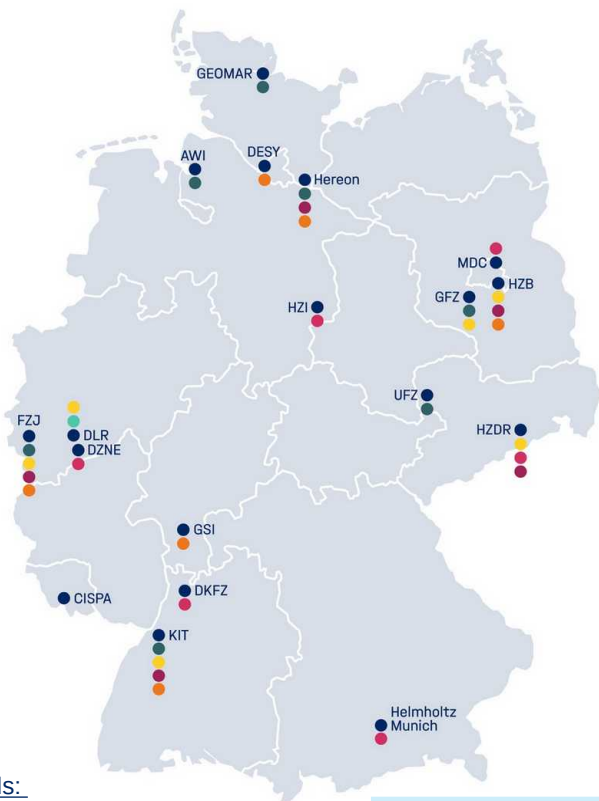 GEOMAR
AWI
DESY
Hereon
MDC
HZB
GFZ
HZI
UFZ
FZJ
DLR
DZNE
HZDR
GSI
CISPA
DKFZ
KIT
Helmholtz
Munich
ls: